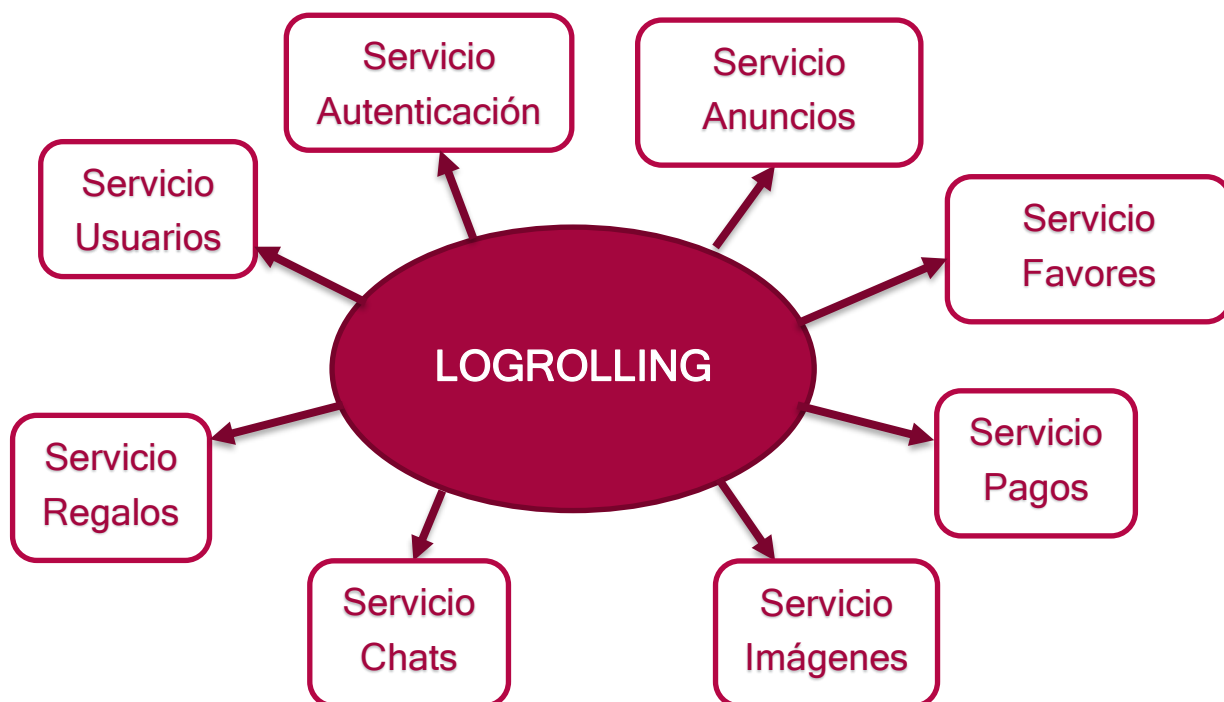 Servicio
Autenticación
Servicio
Anuncios
Servicio
Usuarios
Servicio
Favores
LOGROLLING
Servicio
Regalos
Servicio
Pagos
Servicio
Chats
Servicio
Imágenes